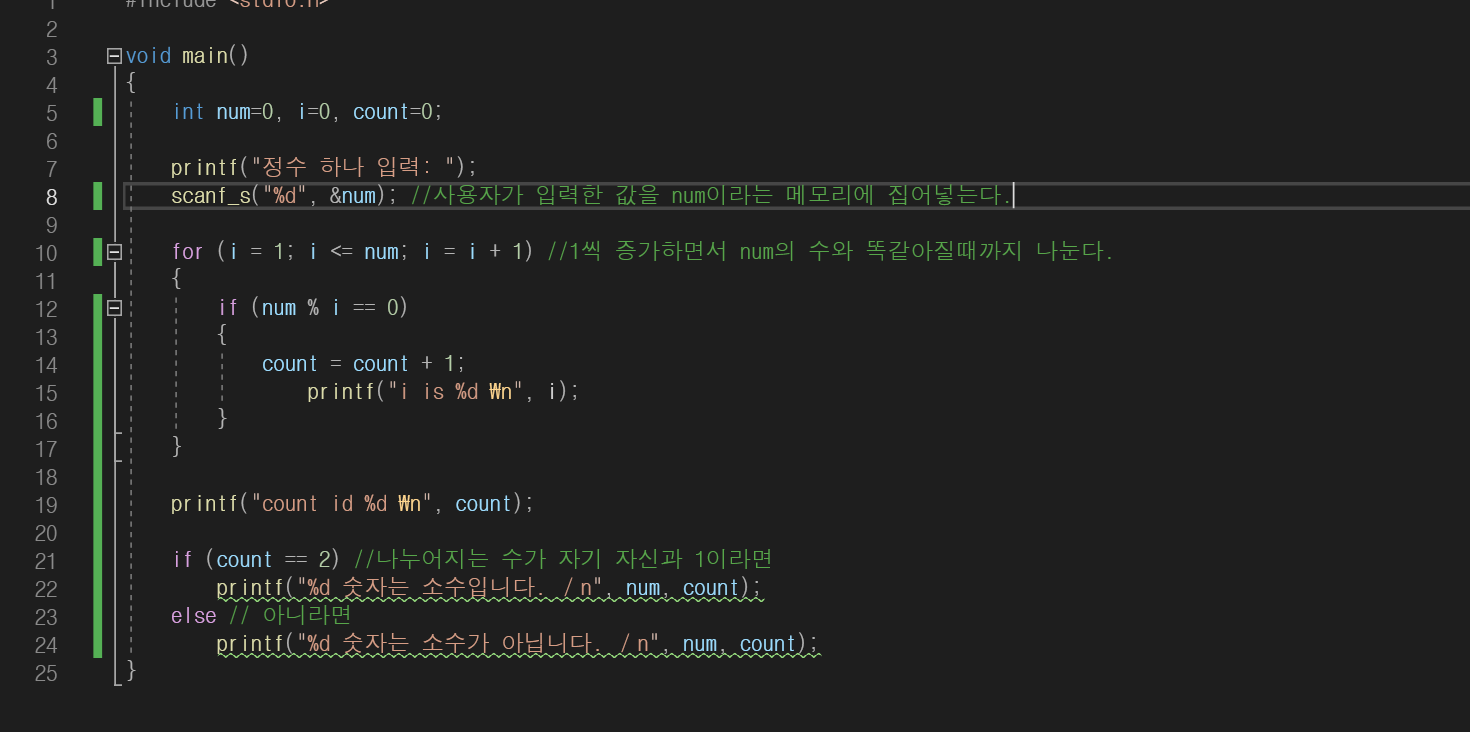 1 #include <stdio.h>
2
3 void main()
4 {
5 int num=0, i=0, count=0;
6
7 printf("정수 하나 입력: ");
8 scanf_s("%d", &num); //사용자가 입력한 값을 num이라는 메모리에 집어넣는다.
9
10 for (i = 1; i <= num; i = i + 1) //1씩 증가하면서 num의 수와 똑같아질때까지 나눈다.
11 {
12 if (num % i == 0)
13 {
14 count = count + 1;
15 printf("i is %d ₩n", i);
16 }
17 }
18
19 printf("count id %d ₩n", count);
20
21 if (count == 2) //나누어지는 수가 자기 자신과 1이라면
22 printf("%d 숫자는 소수입니다. /n", num, count);
23 else // 아니라면
24 printf("%d 숫자는 소수가 아닙니다. /n", num, count);
25 }